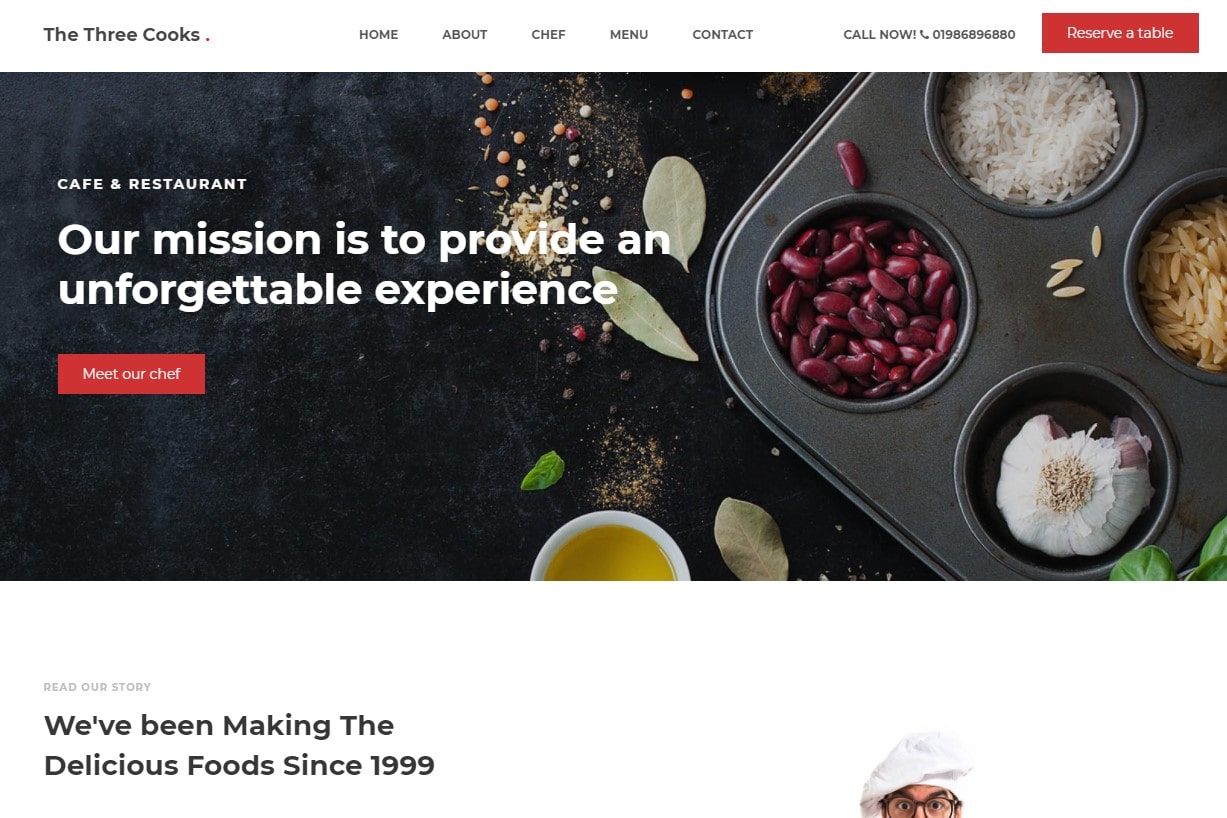 The Three Cooks .
HOME ABOUT CHEF MENU CONTACT
CALL NOW! 01986896880
Reserve a table
CAFE & RESTAURANT
Our mission is to provide an
unforgettable experience
Meet our chef
READ OUR STORY
We've been Making The
Delicious Foods Since 1999